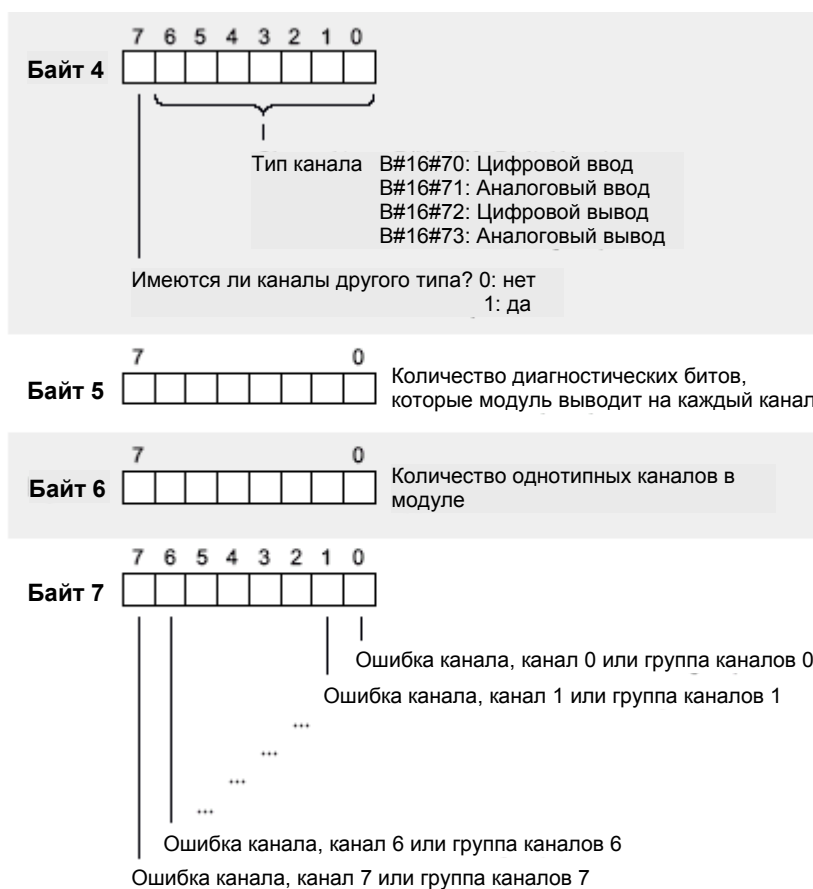 7 6 5 4 3 2 1 0
Байт 4
Тип канала B#16#70: Цифровой ввод
B#16#71: Аналоговый ввод
B#16#72: Цифровой вывод
B#16#73: Аналоговый вывод
Имеются ли каналы другого типа? 0: нет
1: да
7 0
Байт 5
Количество диагностических битов,
которые модуль выводит на каждый канал
7 0
Байт 6
Количество однотипных каналов в
модуле
7 6 5 4 3 2 1 0
Байт 7
Ошибка канала, канал 0 или группа каналов 0
Ошибка канала, канал 1 или группа каналов 1
...
...
...
...
Ошибка канала, канал 6 или группа каналов 6
Ошибка канала, канал 7 или группа каналов 7